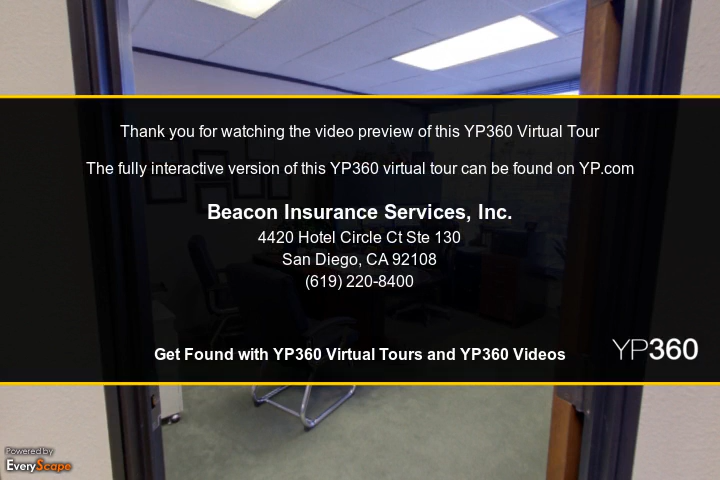 Thank you for watching the video preview of this YP360 Virtual Tour
The fully interactive version of this YP360 virtual tour can be found on YP.com
Beacon Insurance Services, Inc.
4420 Hotel Circle Ct Ste 130
San Diego, CA 92108
(619) 220-8400
Get Found with YP360 Virtual Tours and YP360 Videos
YP360
Powered by
EveryScape